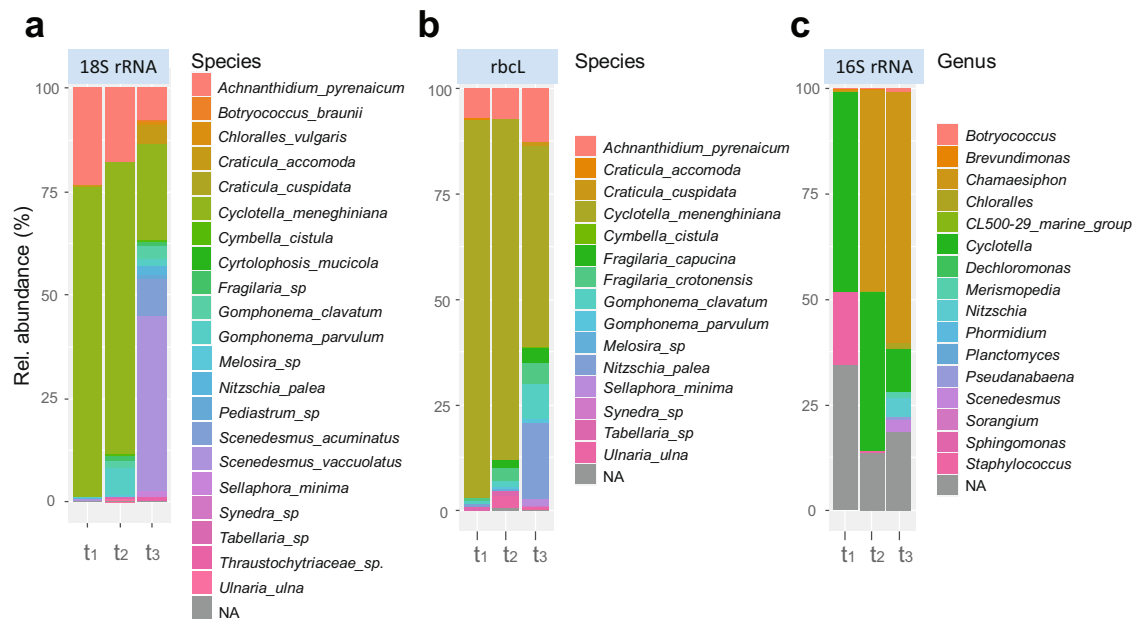 a
18S rRNA
Rel. abundance (%)
100
75
50
25
0
t1 t2 t3
Species
Achnanthidium_pyrenaicum
Botryococcus_braunii
Chloralles_vulgaris
Craticula_accomoda
Craticula_cuspidata
Cyclotella_meneghiniana
Cymbella_cistula
Cyrtolophosis_mucicola
Fragilaria_sp
Gomphonema_clavatum
Gomphonema_parvulum
Melosira_sp
Nitzschia_palea
Pediastrum_sp
Scenedesmus_acuminatus
Scenedesmus_vaccuolatus
Sellaphora_minima
Synedra_sp
Tabellaria_sp
Thraustochytriaceae_sp.
Ulnaria_ulna
NA
b
rbcL
100
75
50
25
0
t1 t2 t3
Species
Achnanthidium_pyrenaicum
Craticula_accomoda
Craticula_cuspidata
Cyclotella_menenghiniana
Cymbella_cistula
Fragilaria_capucina
Fragilaria_crotonensis
Gomphonema_clavatum
Gomphonema_parvum
Melosira_sp
Nitzschia_palea
Sellaphora_minima
Synedra_sp
Tabellaria_sp
Ulnaria_ulna
NA
c
16S rRNA
100
75
50
25
0
t1 t2 t3
Genus
Botryococcus
Brevundimonas
Chamaesiphon
Chloralles
CL500-29_marine_group
Cyclotella
Dechloromonas
Merismopedia
Nitzschia
Phormidium
Planctomyces
Pseudanabaena
Scenedesmus
Sorangium
Sphingomonas
Staphylococcus
NA